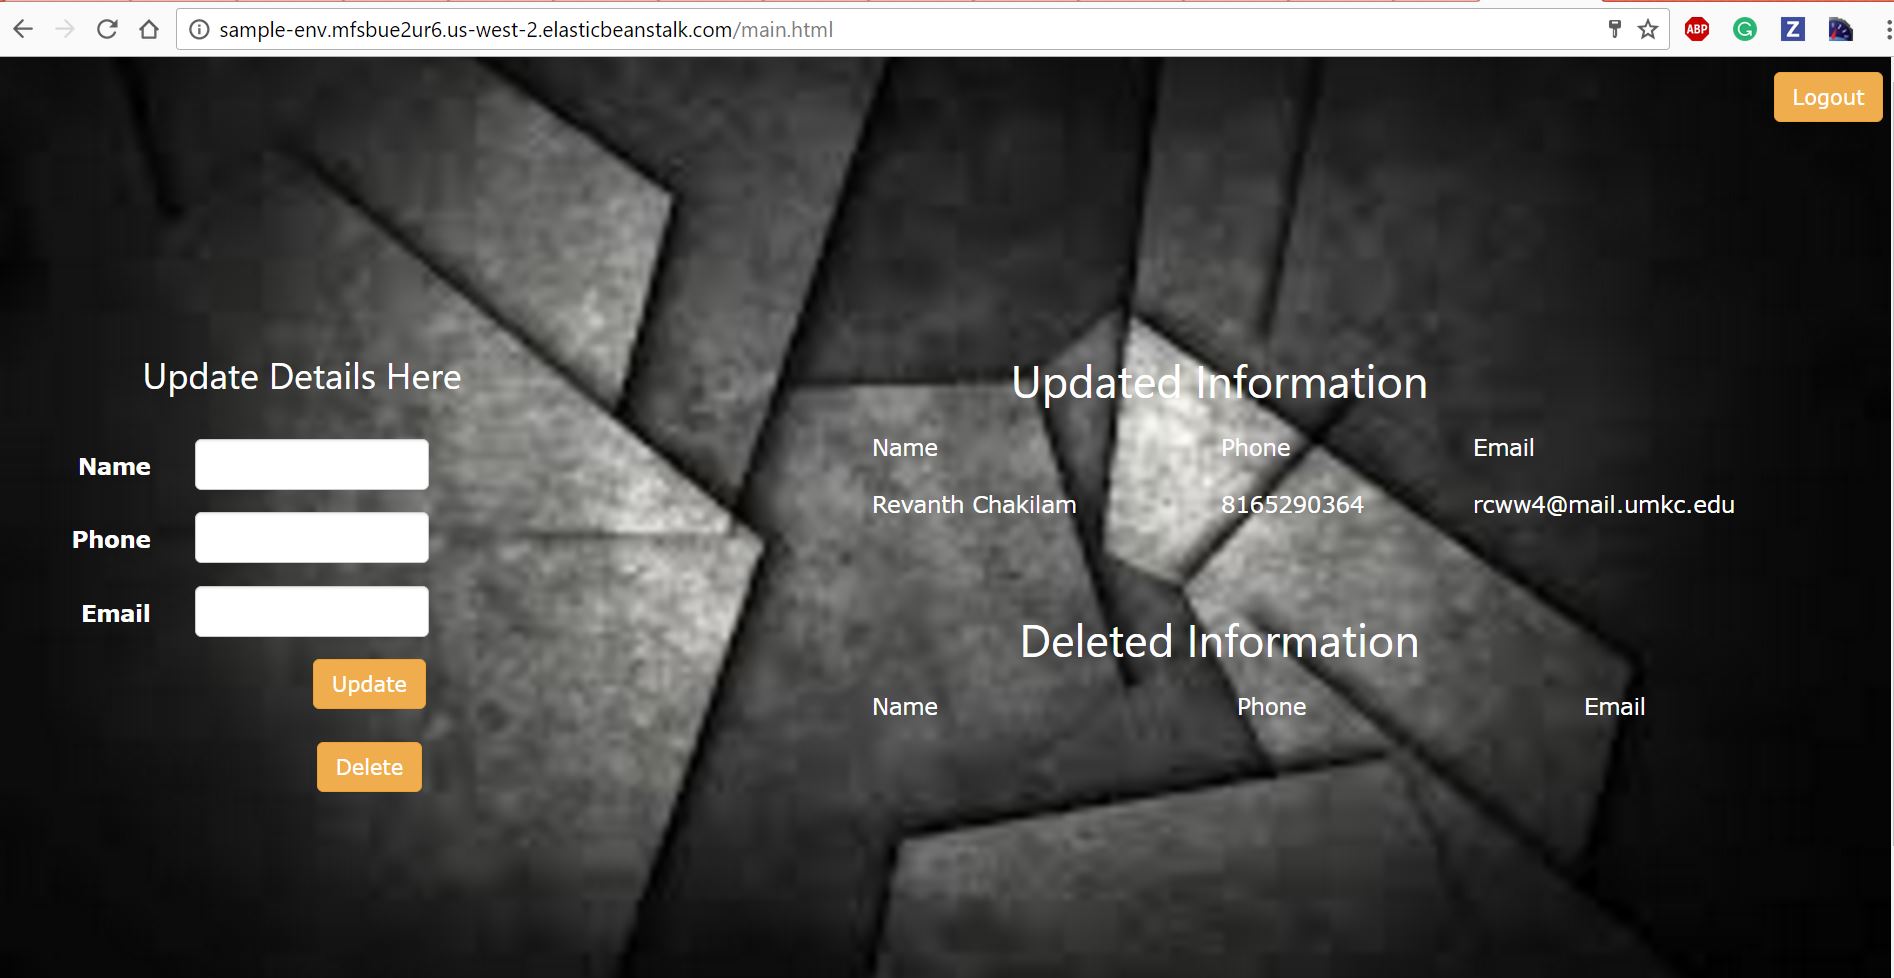 sample-env.mfsbue2ur6.us-west-2.elasticbeanstalk.com/main.html
ABP
G
Z
Logout
Update Details Here
Name
Phone
Email
Update
Delete
Updated Information
Name Phone Email
Revanth Chakilam 8165290364 rcww4@mail.umkc.edu
Deleted Information
Name Phone Email